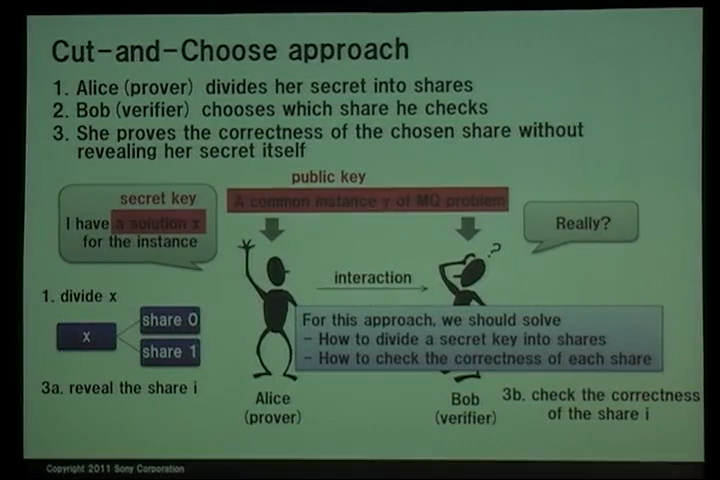 Cut-and-Choose approach
1. Alice (prover) divides her secret into shares
2. Bob (verifier) chooses which share he checks
3. She proves the correctness of the chosen share without
revealing her secret itself
public key
A common instance y of MQ problem
secret key
I have a solution x
for the instance
Really?
?
interaction
1. divide x
x
share 0
share 1
3a. reveal the share i
For this approach, we should solve
- How to divide a secret key into shares
- How to check the correctness of each share
Alice
(prover)
Bob
(verifier)
3b. check the correctness
of the share i
Copyright 2011 Sony Corporation